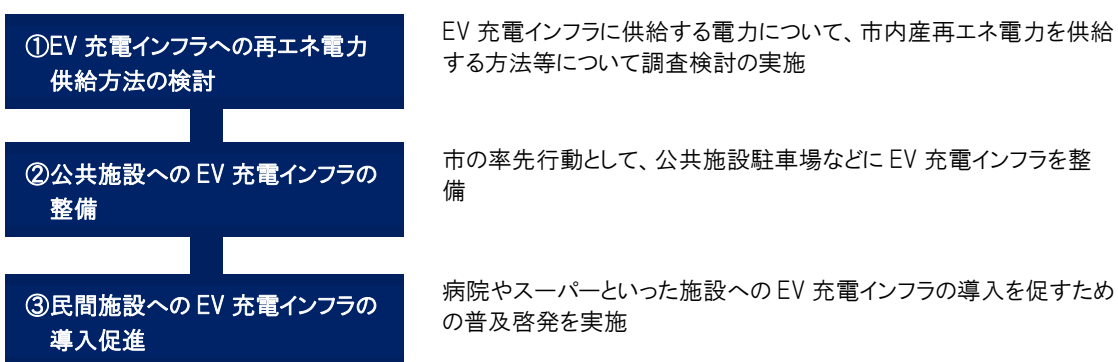 ①EV 充電インフラへの再エネ電力
供給方法の検討
EV 充電インフラに供給する電力について、市内産再エネ電力を供給
する方法等について調査検討の実施
②公共施設への EV 充電インフラの
整備
市の率先行動として、公共施設駐車場などに EV 充電インフラを整
備
③民間施設への EV 充電インフラの
導入促進
病院やスーパーといった施設への EV 充電インフラの導入を促すため
の普及啓発を実施